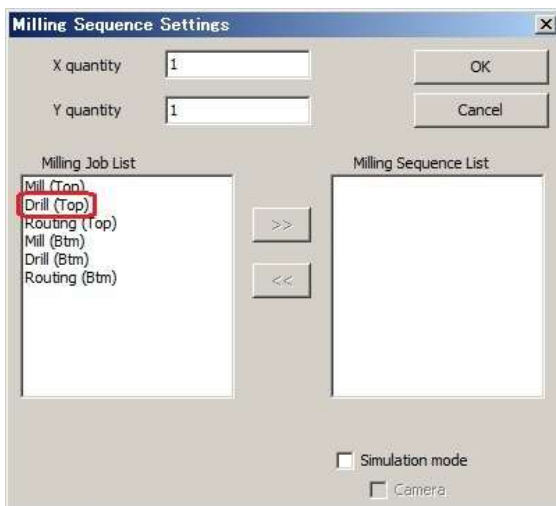 Milling Sequence Settings
X quantity 1 OK
Y quantity 1 Cancel
Milling Job List Milling Sequence List
Mill (Top)
Drill (Top)
Routing (Top)
Mill (Btm)
Drill (Btm)
Routing (Btm)
>>
<<
Simulation mode
Camera